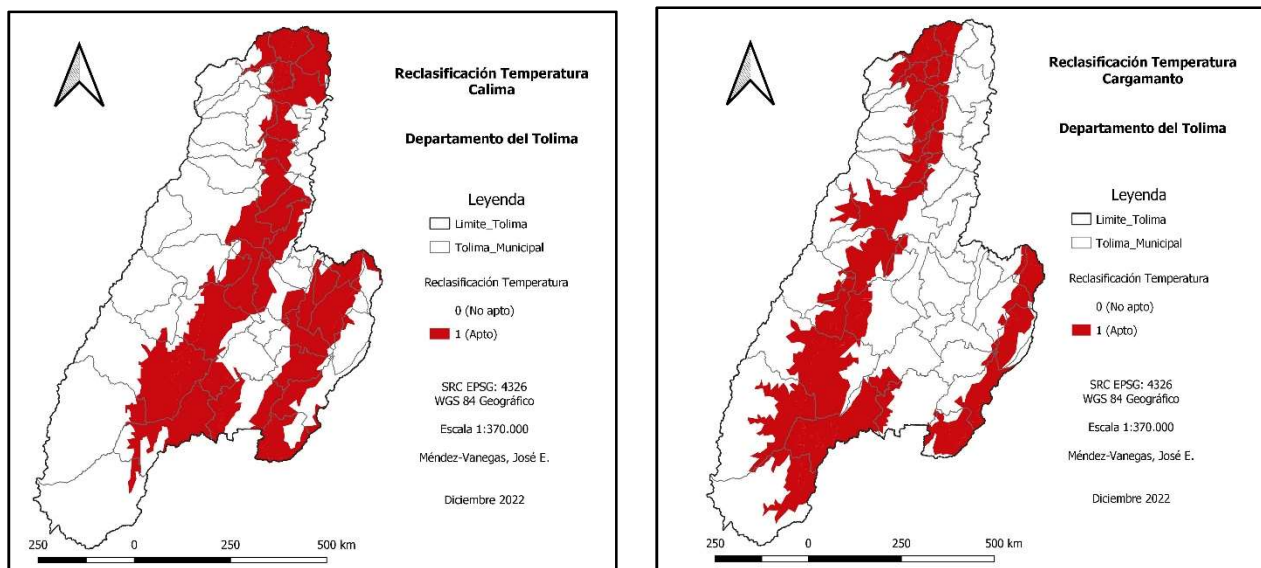 Reclasificación Temperatura
Calima
Departamento del Tolima
Leyenda
Limite_Tolima
Tolima_Municipal
Reclasificación Temperatura
0 (No apto)
1 (Apto)
SRC EPSG: 4326
WGS 84 Geográfico
Escala 1:370.000
Méndez-Vanegas, José E.
Diciembre 2022
250 0 250 500 km
Reclasificación Temperatura
Cargamanto
Departamento del Tolima
Leyenda
Limite_Tolima
Tolima_Municipal
Reclasificación Temperatura
0 (No apto)
1 (Apto)
SRC EPSG: 4326
WGS 84 Geográfico
Escala 1:370.000
Méndez-Vanegas, José E.
Diciembre 2022
250 0 250 500 km